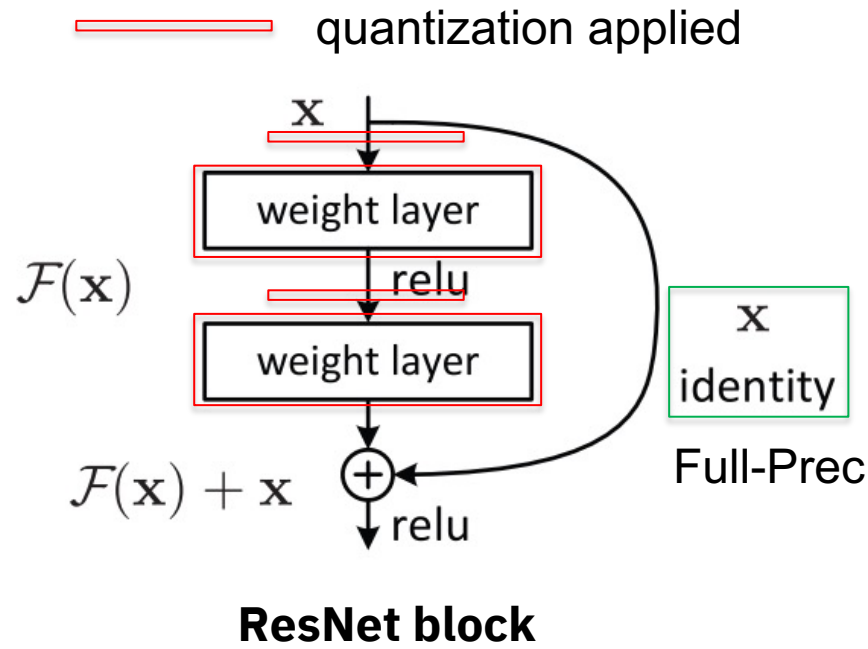 quantization applied
x
weight layer
relu
F(x)
weight layer
x
identity
Full-Prec
F(x) + x
+
relu
ResNet block